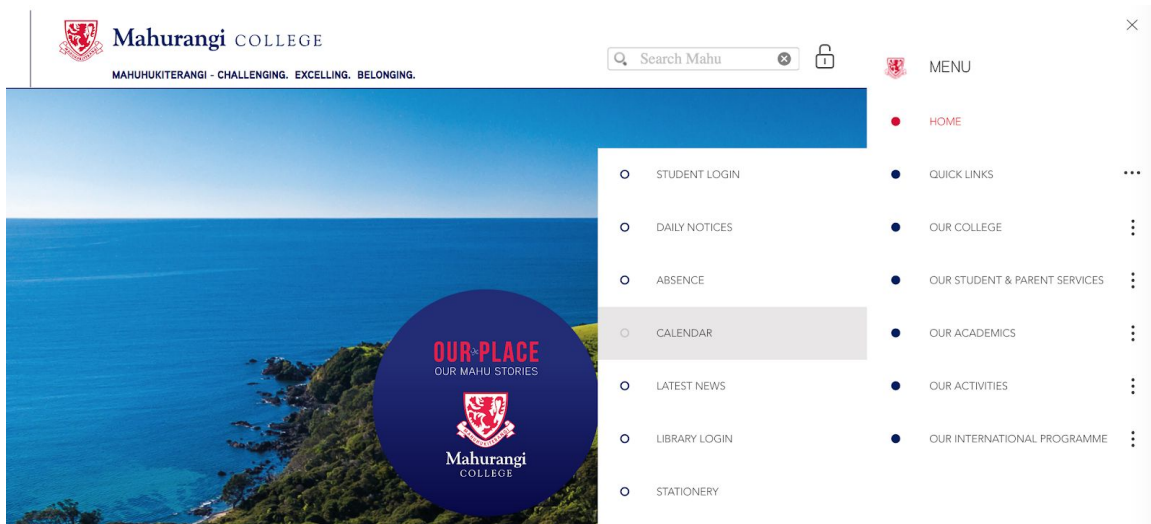 Mahurangi COLLEGE
MAHUHUKITERANGI - CHALLENGING. EXCELLING. BELONGING.
Search Mahu
MENU
HOME
QUICK LINKS
OUR COLLEGE
OUR STUDENT & PARENT SERVICES
OUR ACADEMICS
OUR ACTIVITIES
OUR INTERNATIONAL PROGRAMME
STUDENT LOGIN
DAILY NOTICES
ABSENCE
CALENDAR
LATEST NEWS
LIBRARY LOGIN
STATIONERY
OUR PLACE
OUR MAHU STORIES
Mahurangi
COLLEGE